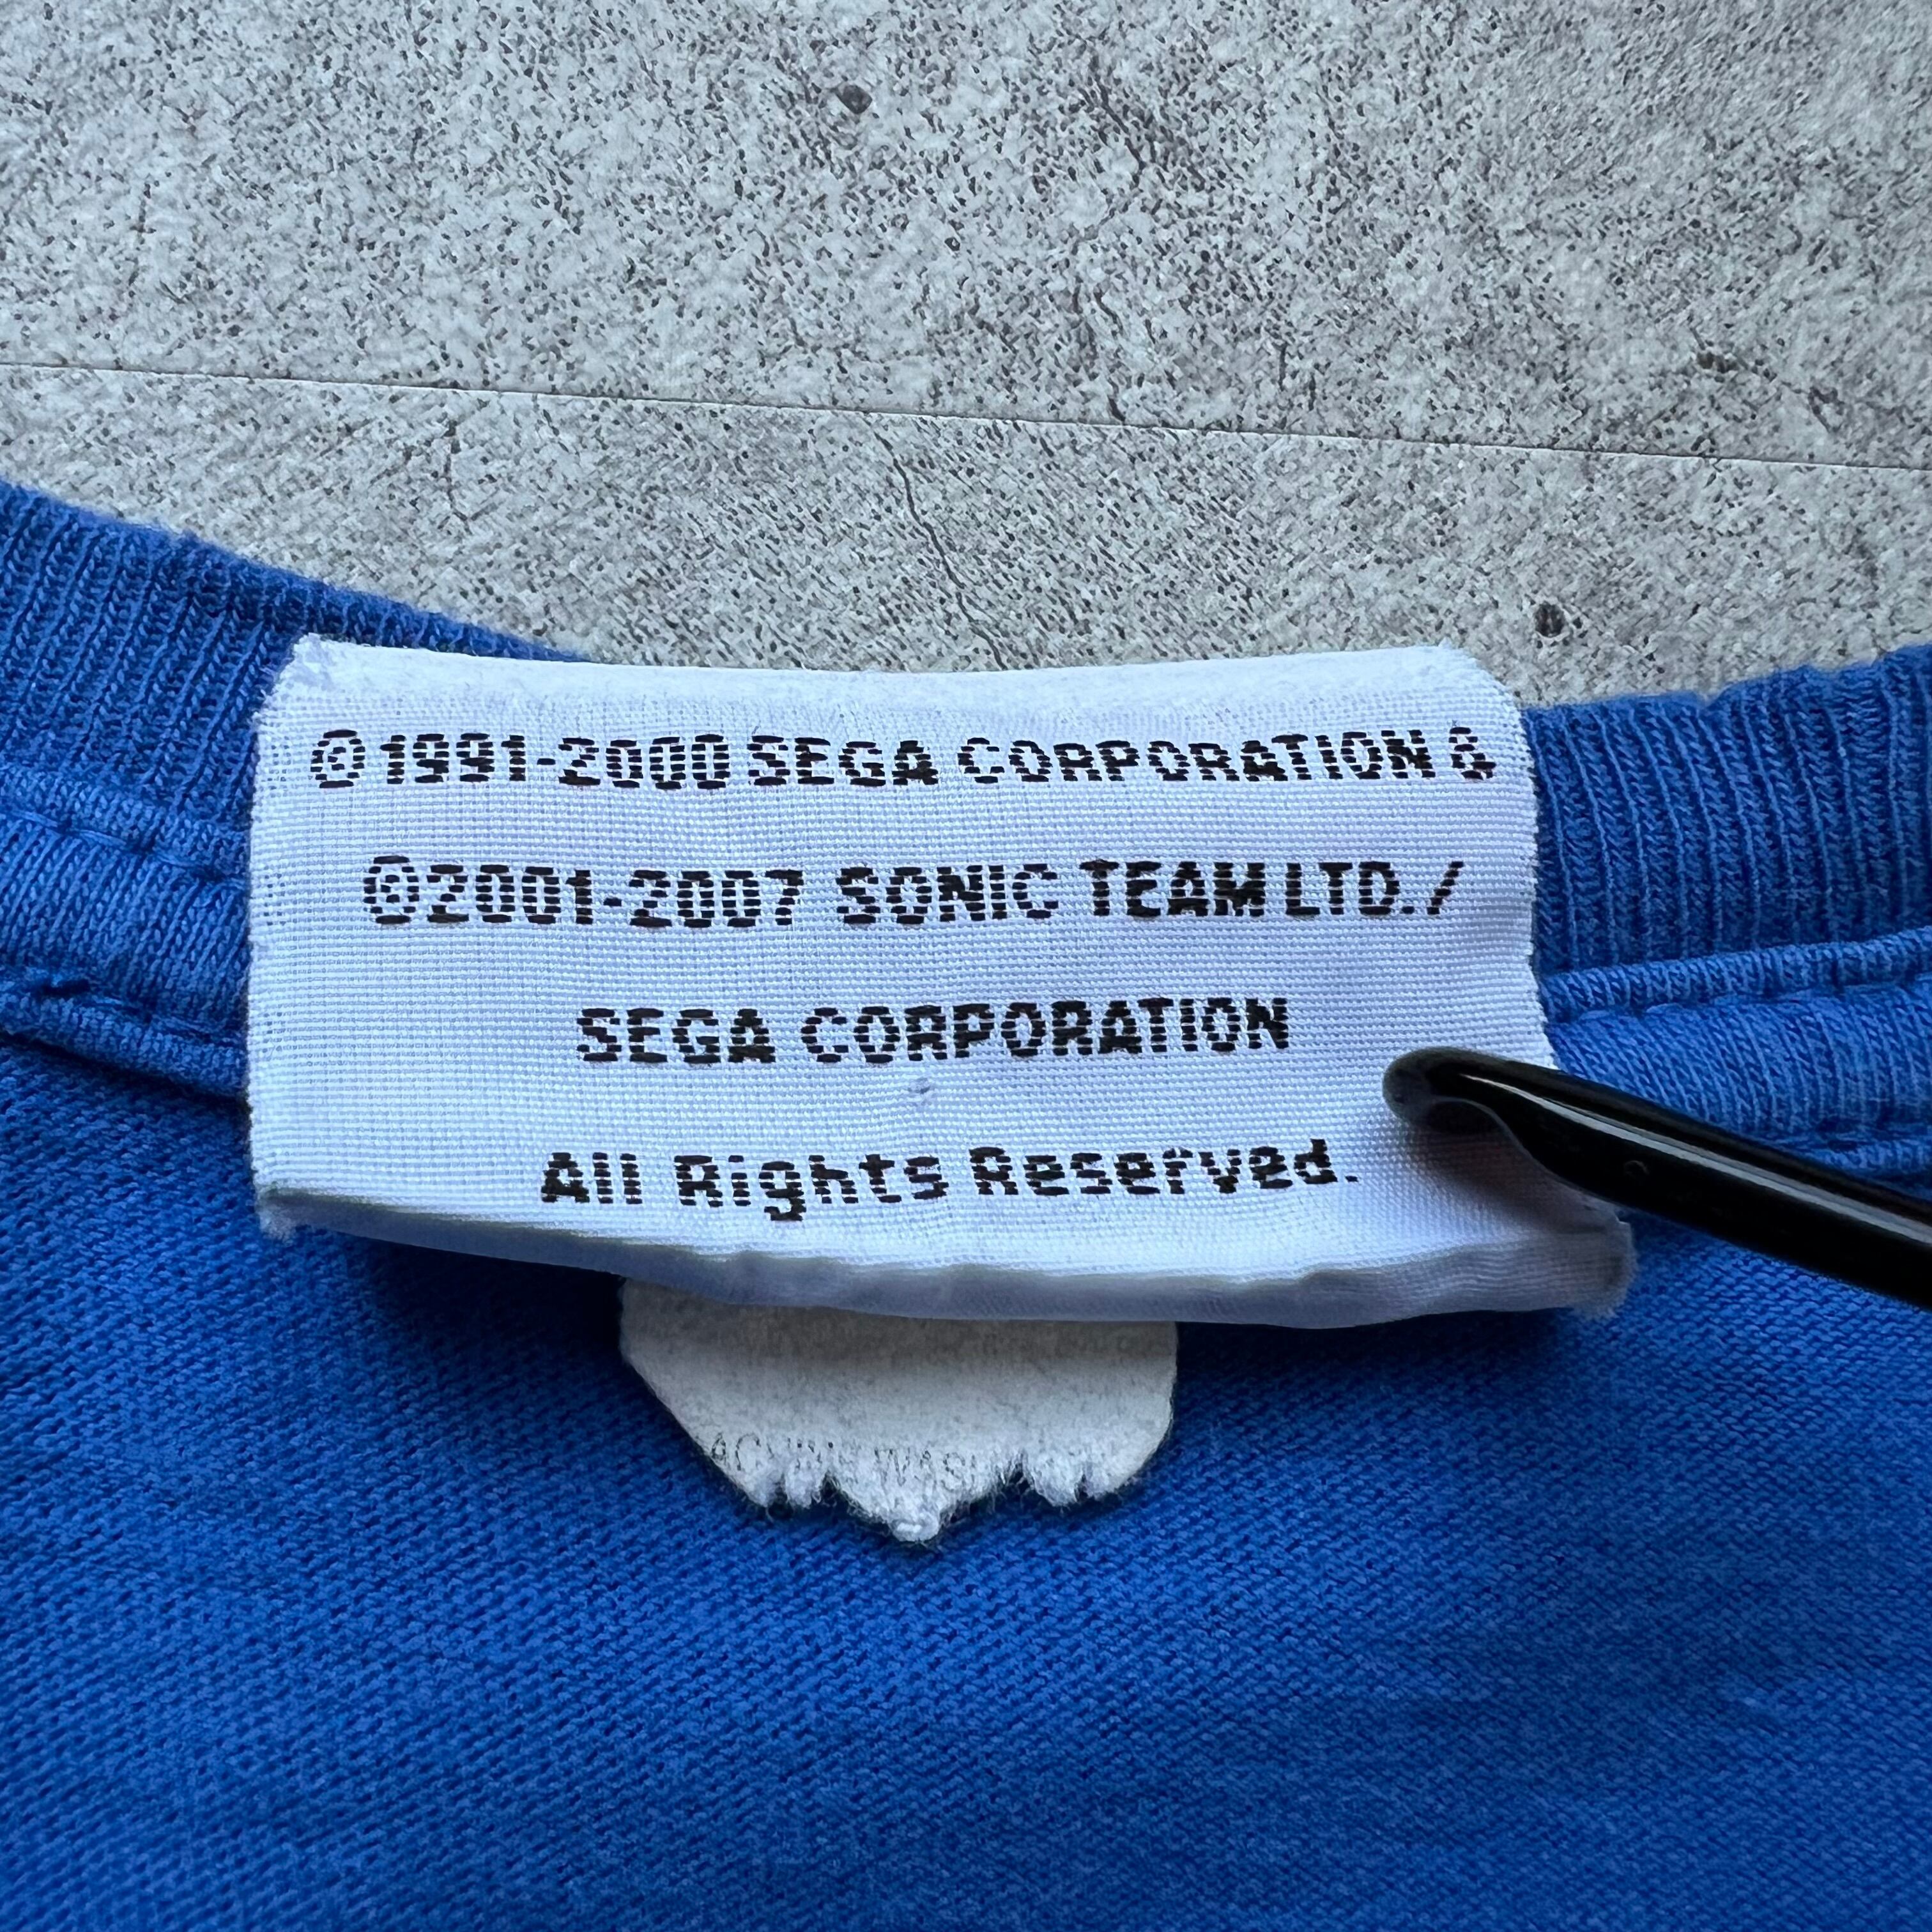 ©1991-2000 SEGA CORPORATION &
©2001-2007 SONIC TEAM LTD./
SEGA CORPORATION
All Rights Reserved.